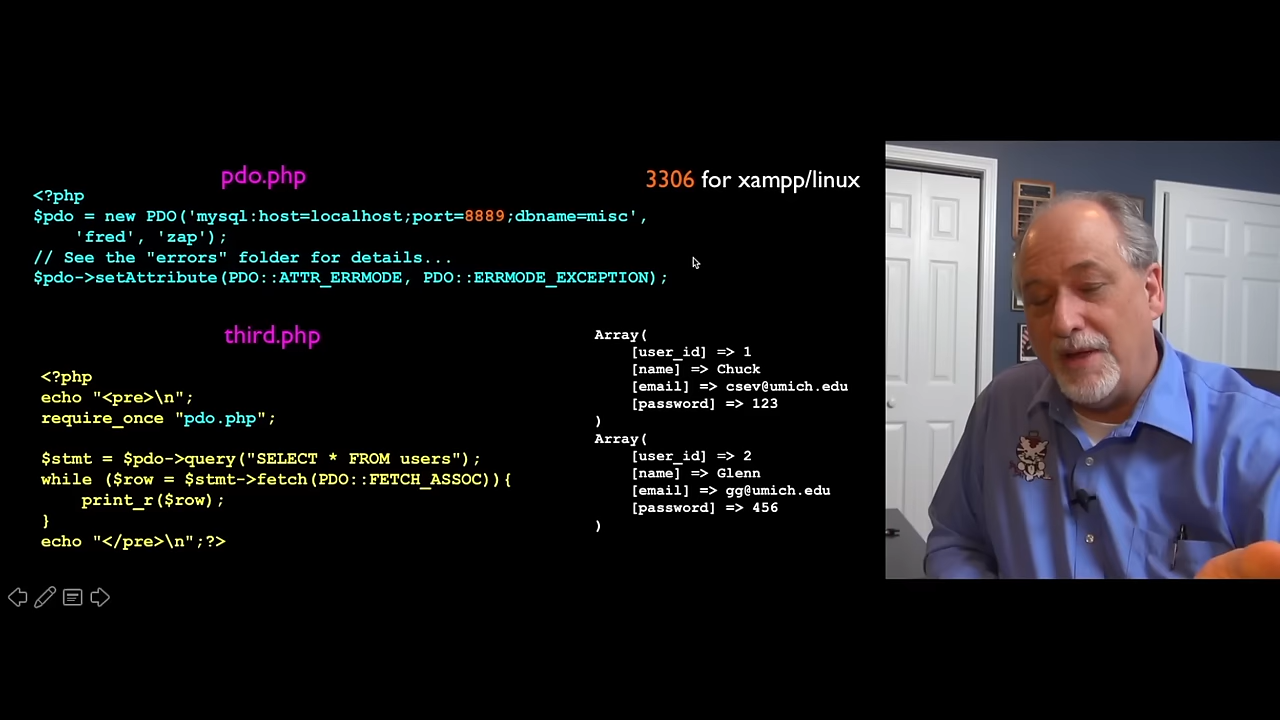 pdo.php
3306 for xampp/linux
<?php
$pdo = new PDO('mysql:host=localhost;port=8889;dbname=misc',
    'fred', 'zap');
// See the "errors" folder for details...
$pdo->setAttribute(PDO::ATTR_ERRMODE, PDO::ERRMODE_EXCEPTION);
third.php
<?php
echo "<pre>\n";
require_once "pdo.php";
$stmt = $pdo->query("SELECT * FROM users");
while ($row = $stmt->fetch(PDO::FETCH_ASSOC)){
    print_r($row);
}
echo "</pre>\n";?>
Array(
    [user_id] => 1
    [name] => Chuck
    [email] => csev@umich.edu
    [password] => 123
)
Array(
    [user_id] => 2
    [name] => Glenn
    [email] => gg@umich.edu
    [password] => 456
)